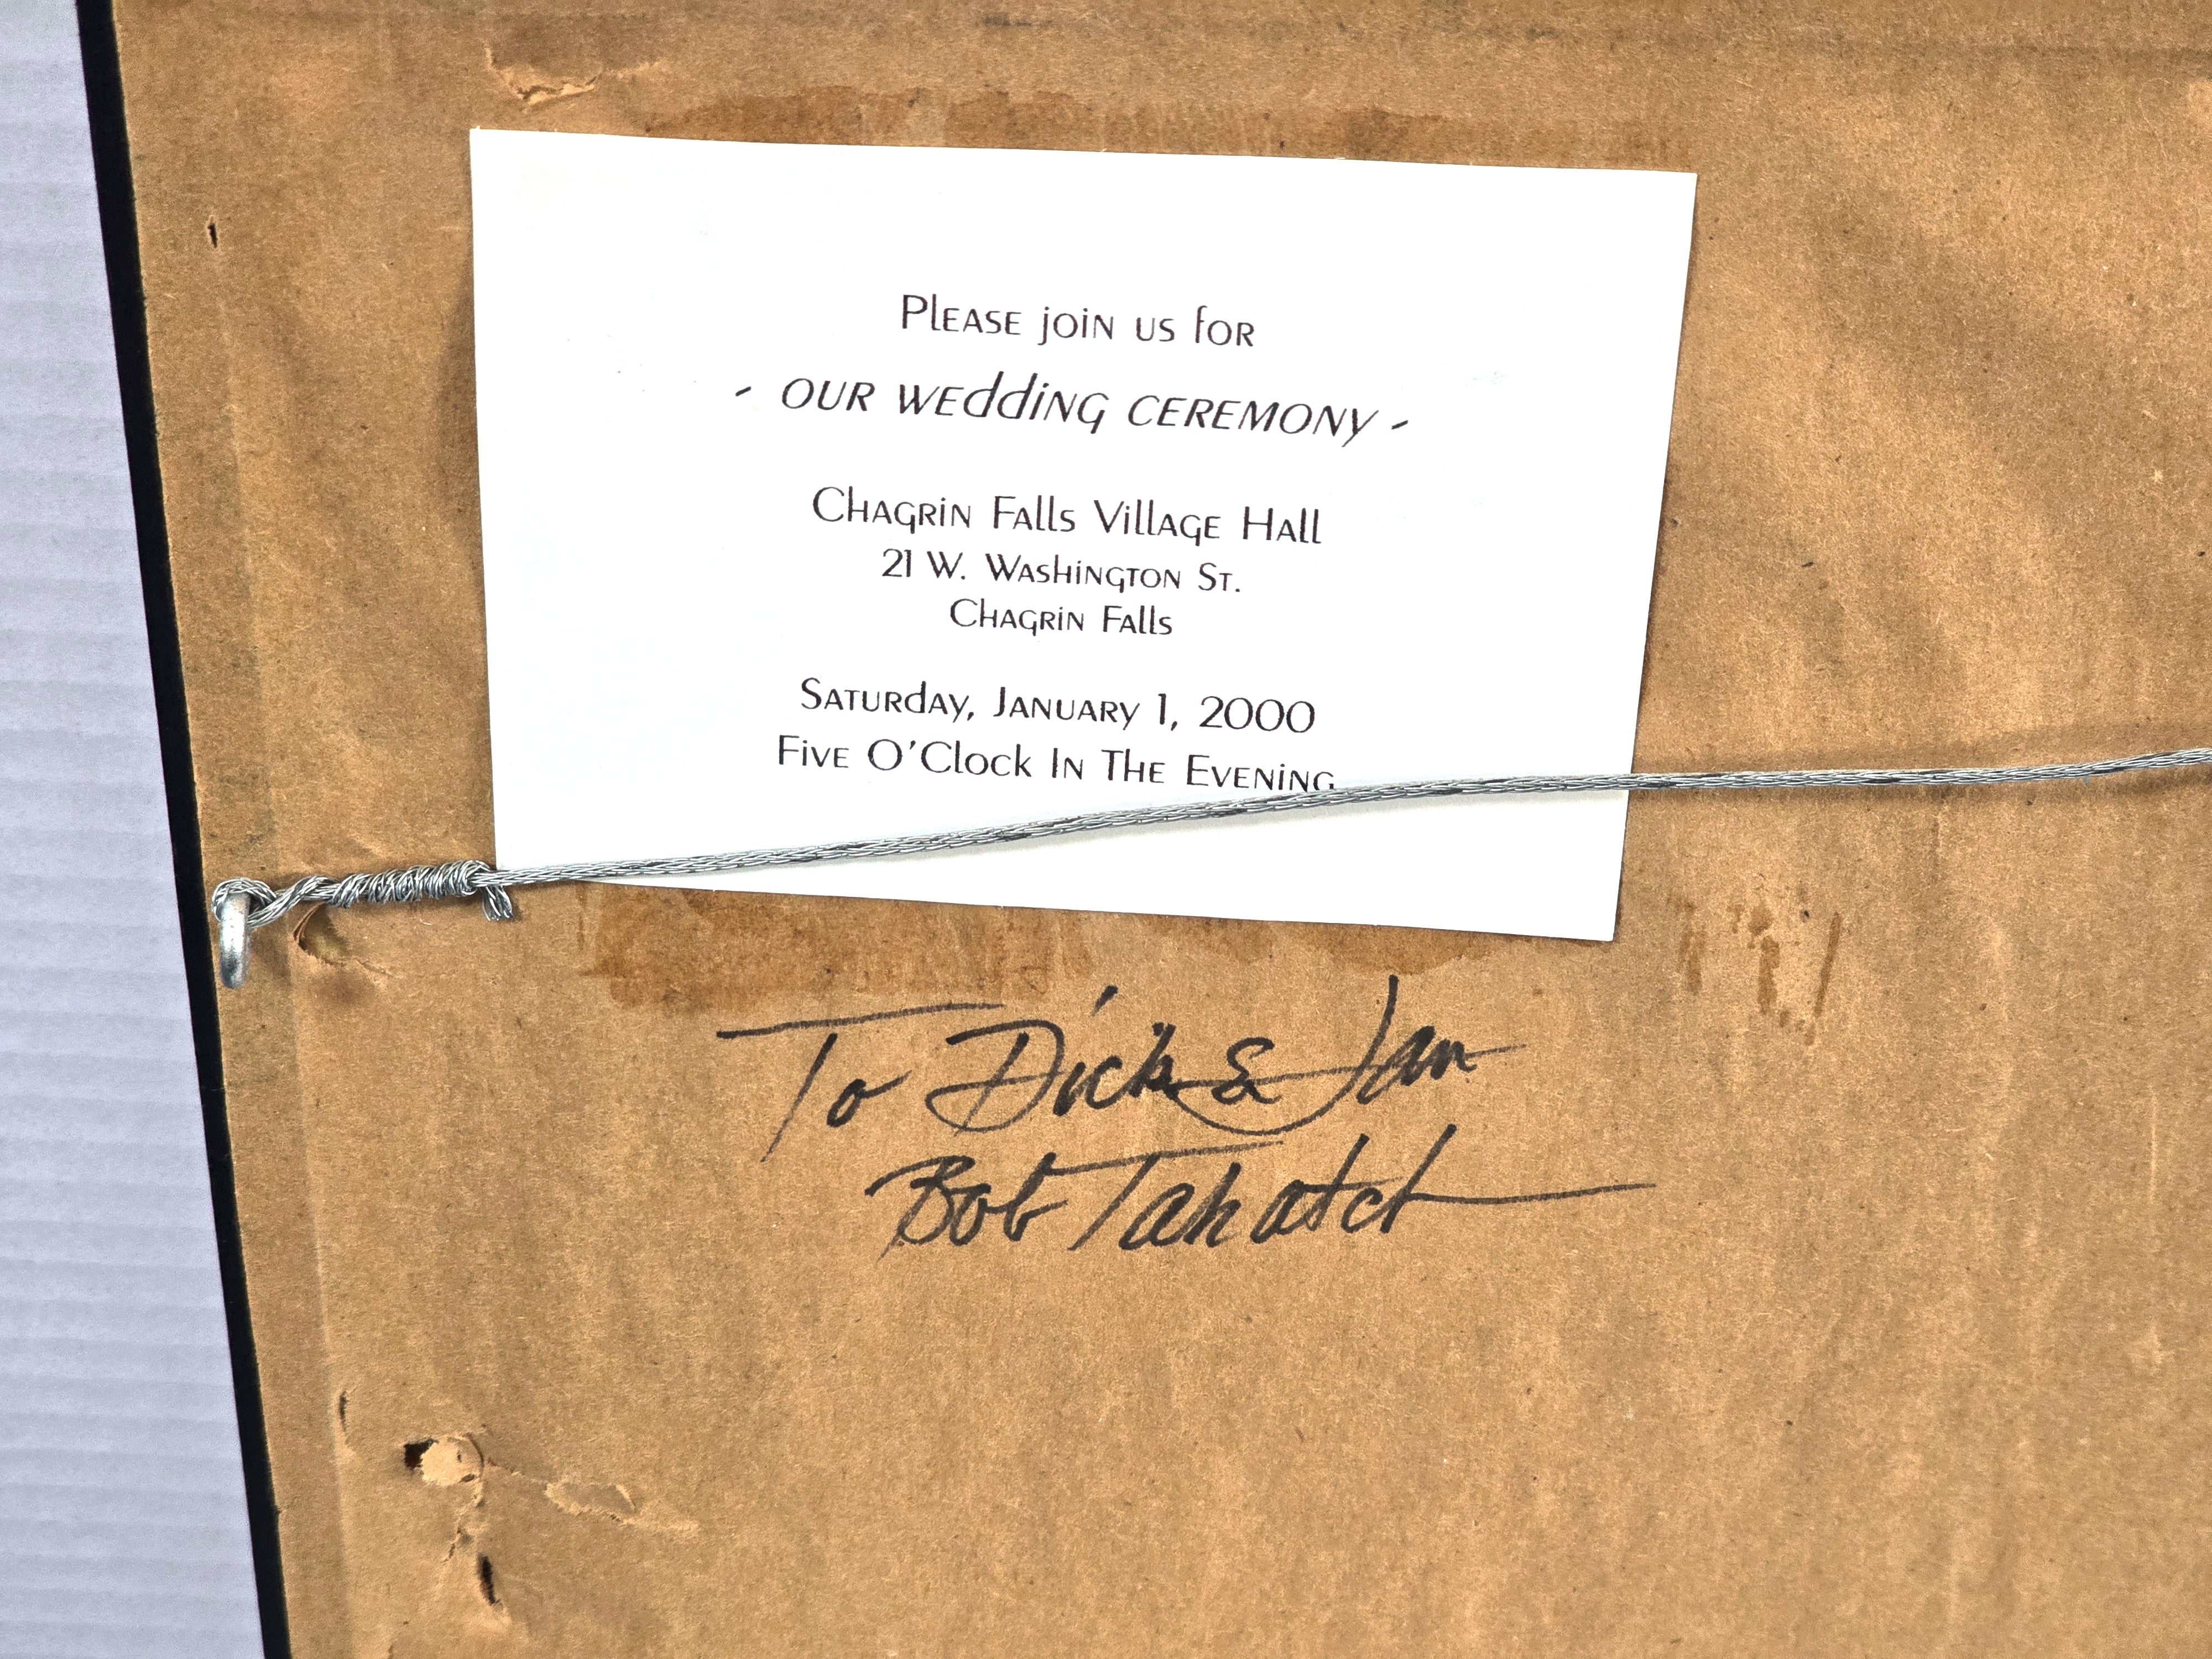 Please join us for
- our wedding ceremony -
Chagrin Falls Village Hall
21 W. Washington St.
Chagrin Falls
Saturday, January 1, 2000
Five O'Clock In The Evening
To Dick & Jan
Bob Takatch